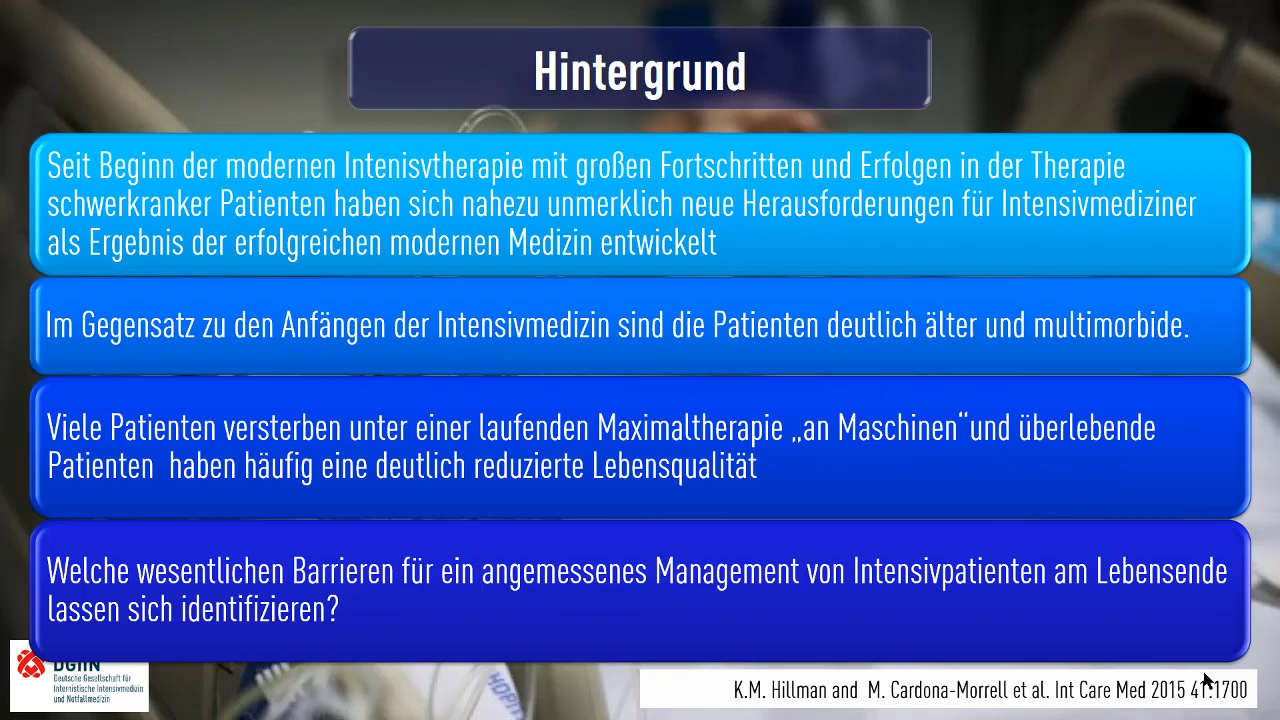 Hintergrund
Seit Beginn der modernen Intenisvtherapie mit großen Fortschritten und Erfolgen in der Therapie
schwerkranker Patienten haben sich nahezu unmerklich neue Herausforderungen für Intensivmediziner
als Ergebnis der erfolgreichen modernen Medizin entwickelt
Im Gegensatz zu den Anfängen der Intensivmedizin sind die Patienten deutlich älter und multimorbide.
Viele Patienten versterben unter einer laufenden Maximaltherapie „an Maschinen“und überlebende
Patienten haben häufig eine deutlich reduzierte Lebensqualität
Welche wesentlichen Barrieren für ein angemessenes Management von Intensivpatienten am Lebensende
lassen sich identifizieren?
DGIIN
Deutsche Gesellschaft für
Internistische Intensivmedizin
und Notfallmedizin
K.M. Hillman and M. Cardona-Morrell et al. Int Care Med 2015 41:1700